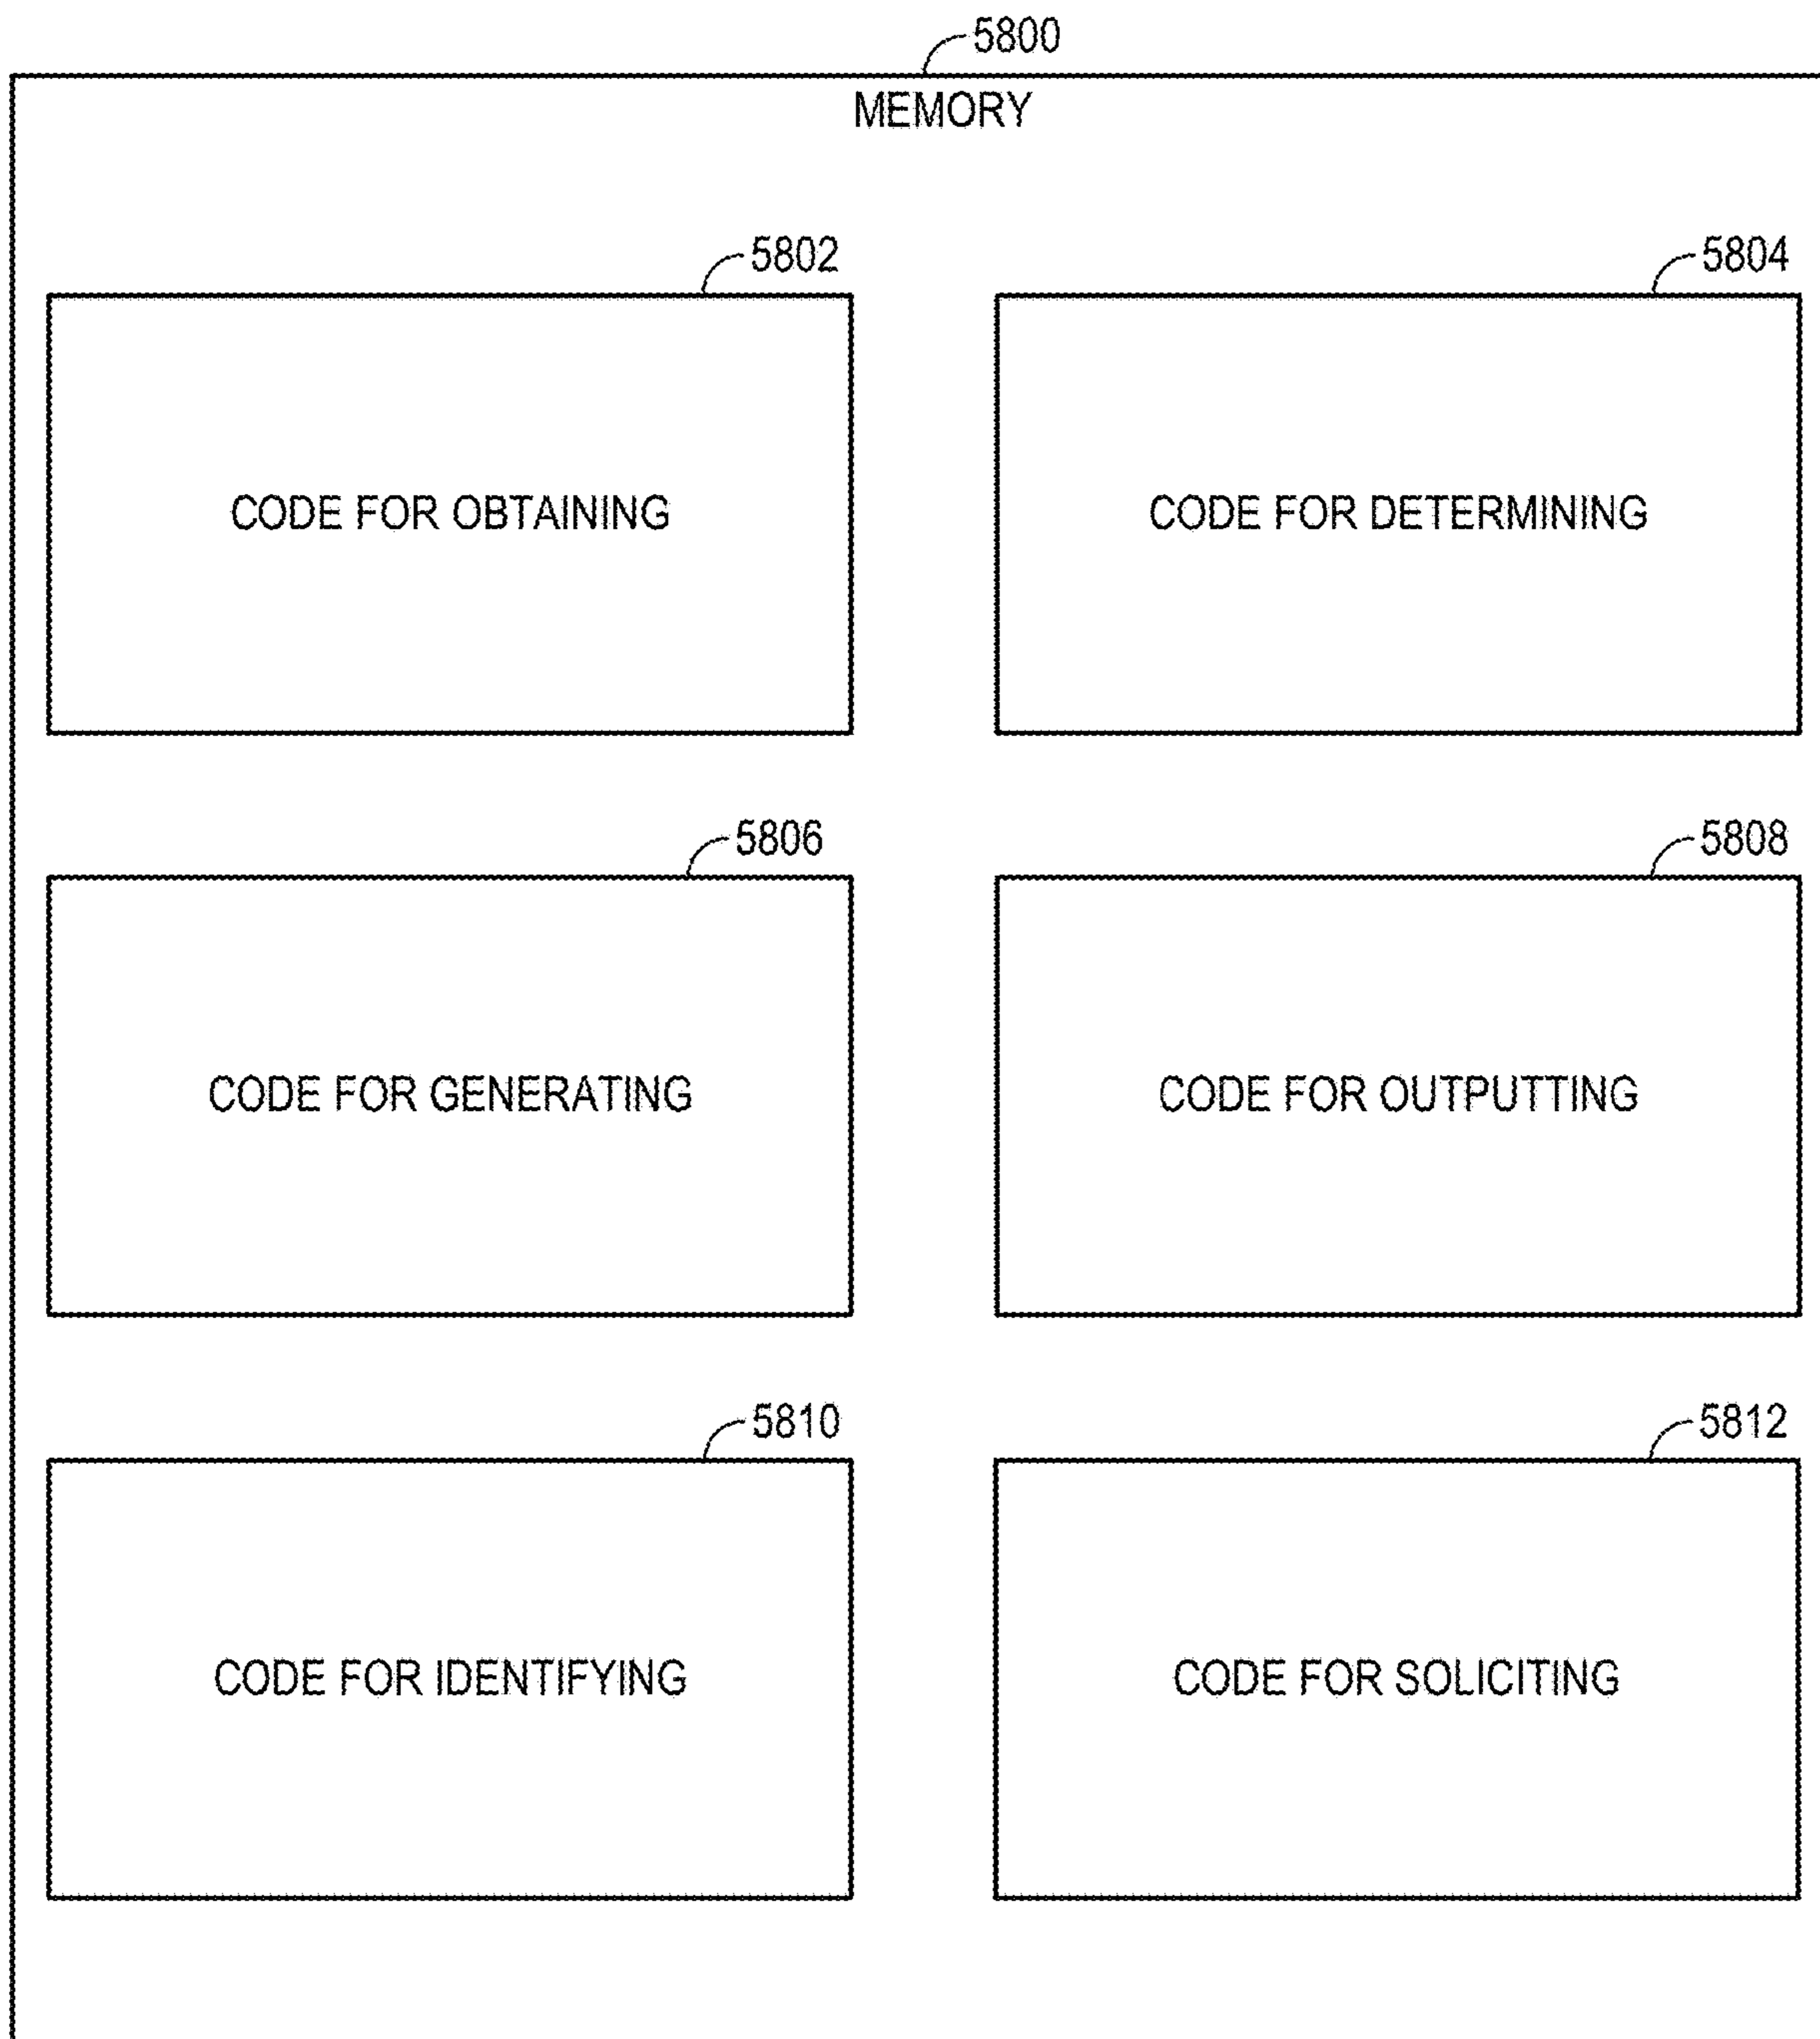 5800
MEMORY
5802
5804
CODE FOR OBTAINING
CODE FOR DETERMINING
5806
5808
CODE FOR GENERATING
CODE FOR OUTPUTTING
5810
5812
CODE FOR IDENTIFYING
CODE FOR SOLICITING